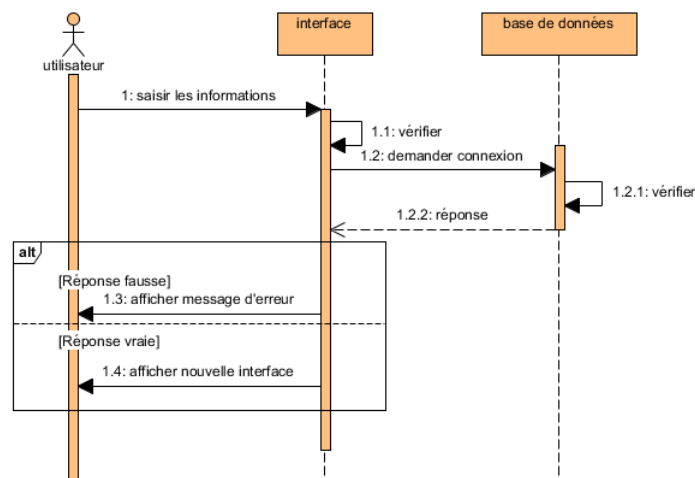 interface
base de données
utilisateur
1: saisir les informations
1.1: vérifier
1.2: demander connexion
1.2.1: vérifier
1.2.2: réponse
alt
[Réponse fausse]
1.3: afficher message d'erreur
[Réponse vraie]
1.4: afficher nouvelle interface